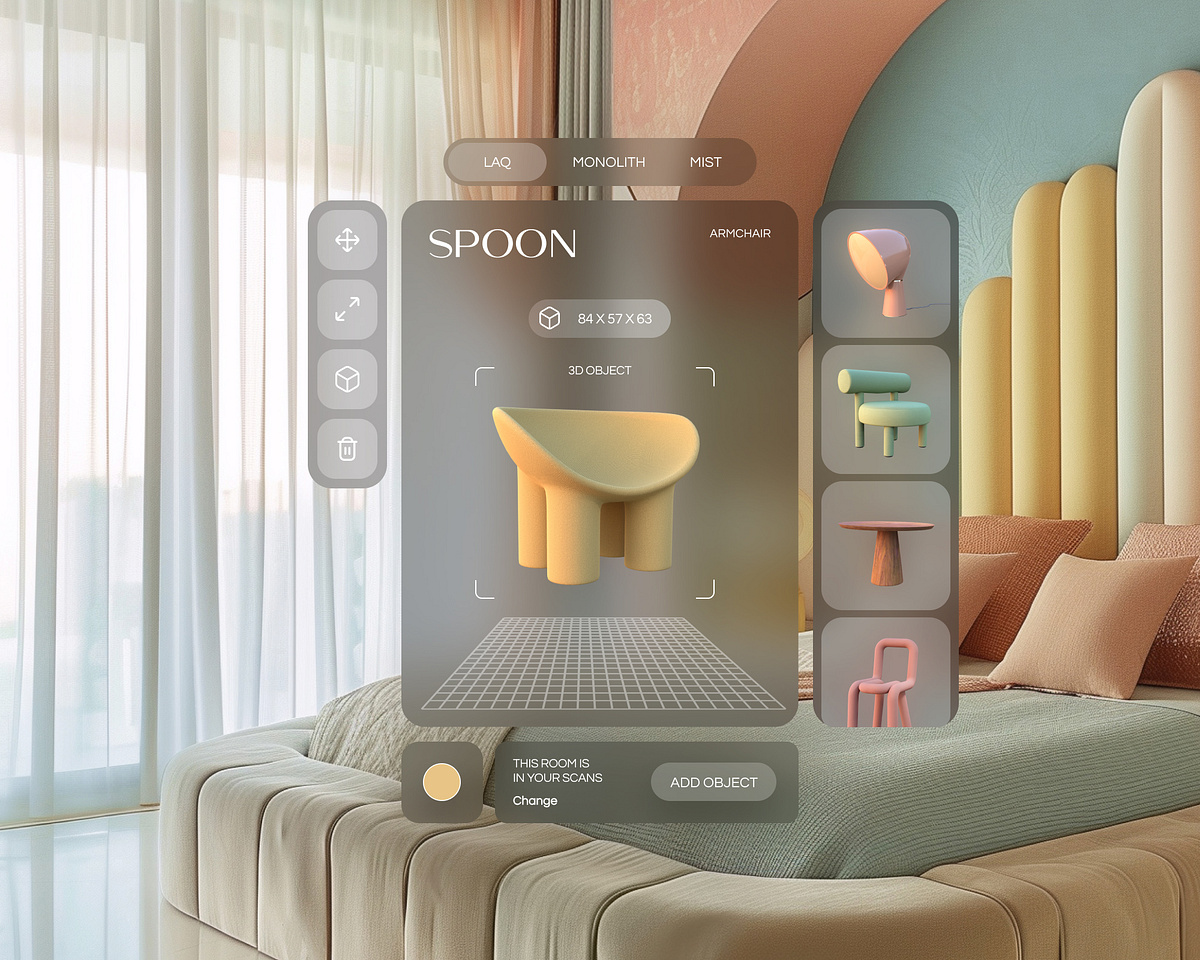 LAQ MONOLITH MIST
SPOON
ARMCHAIR
84 X 57 X 63
3D OBJECT
THIS ROOM IS
IN YOUR SCANS
Change
ADD OBJECT